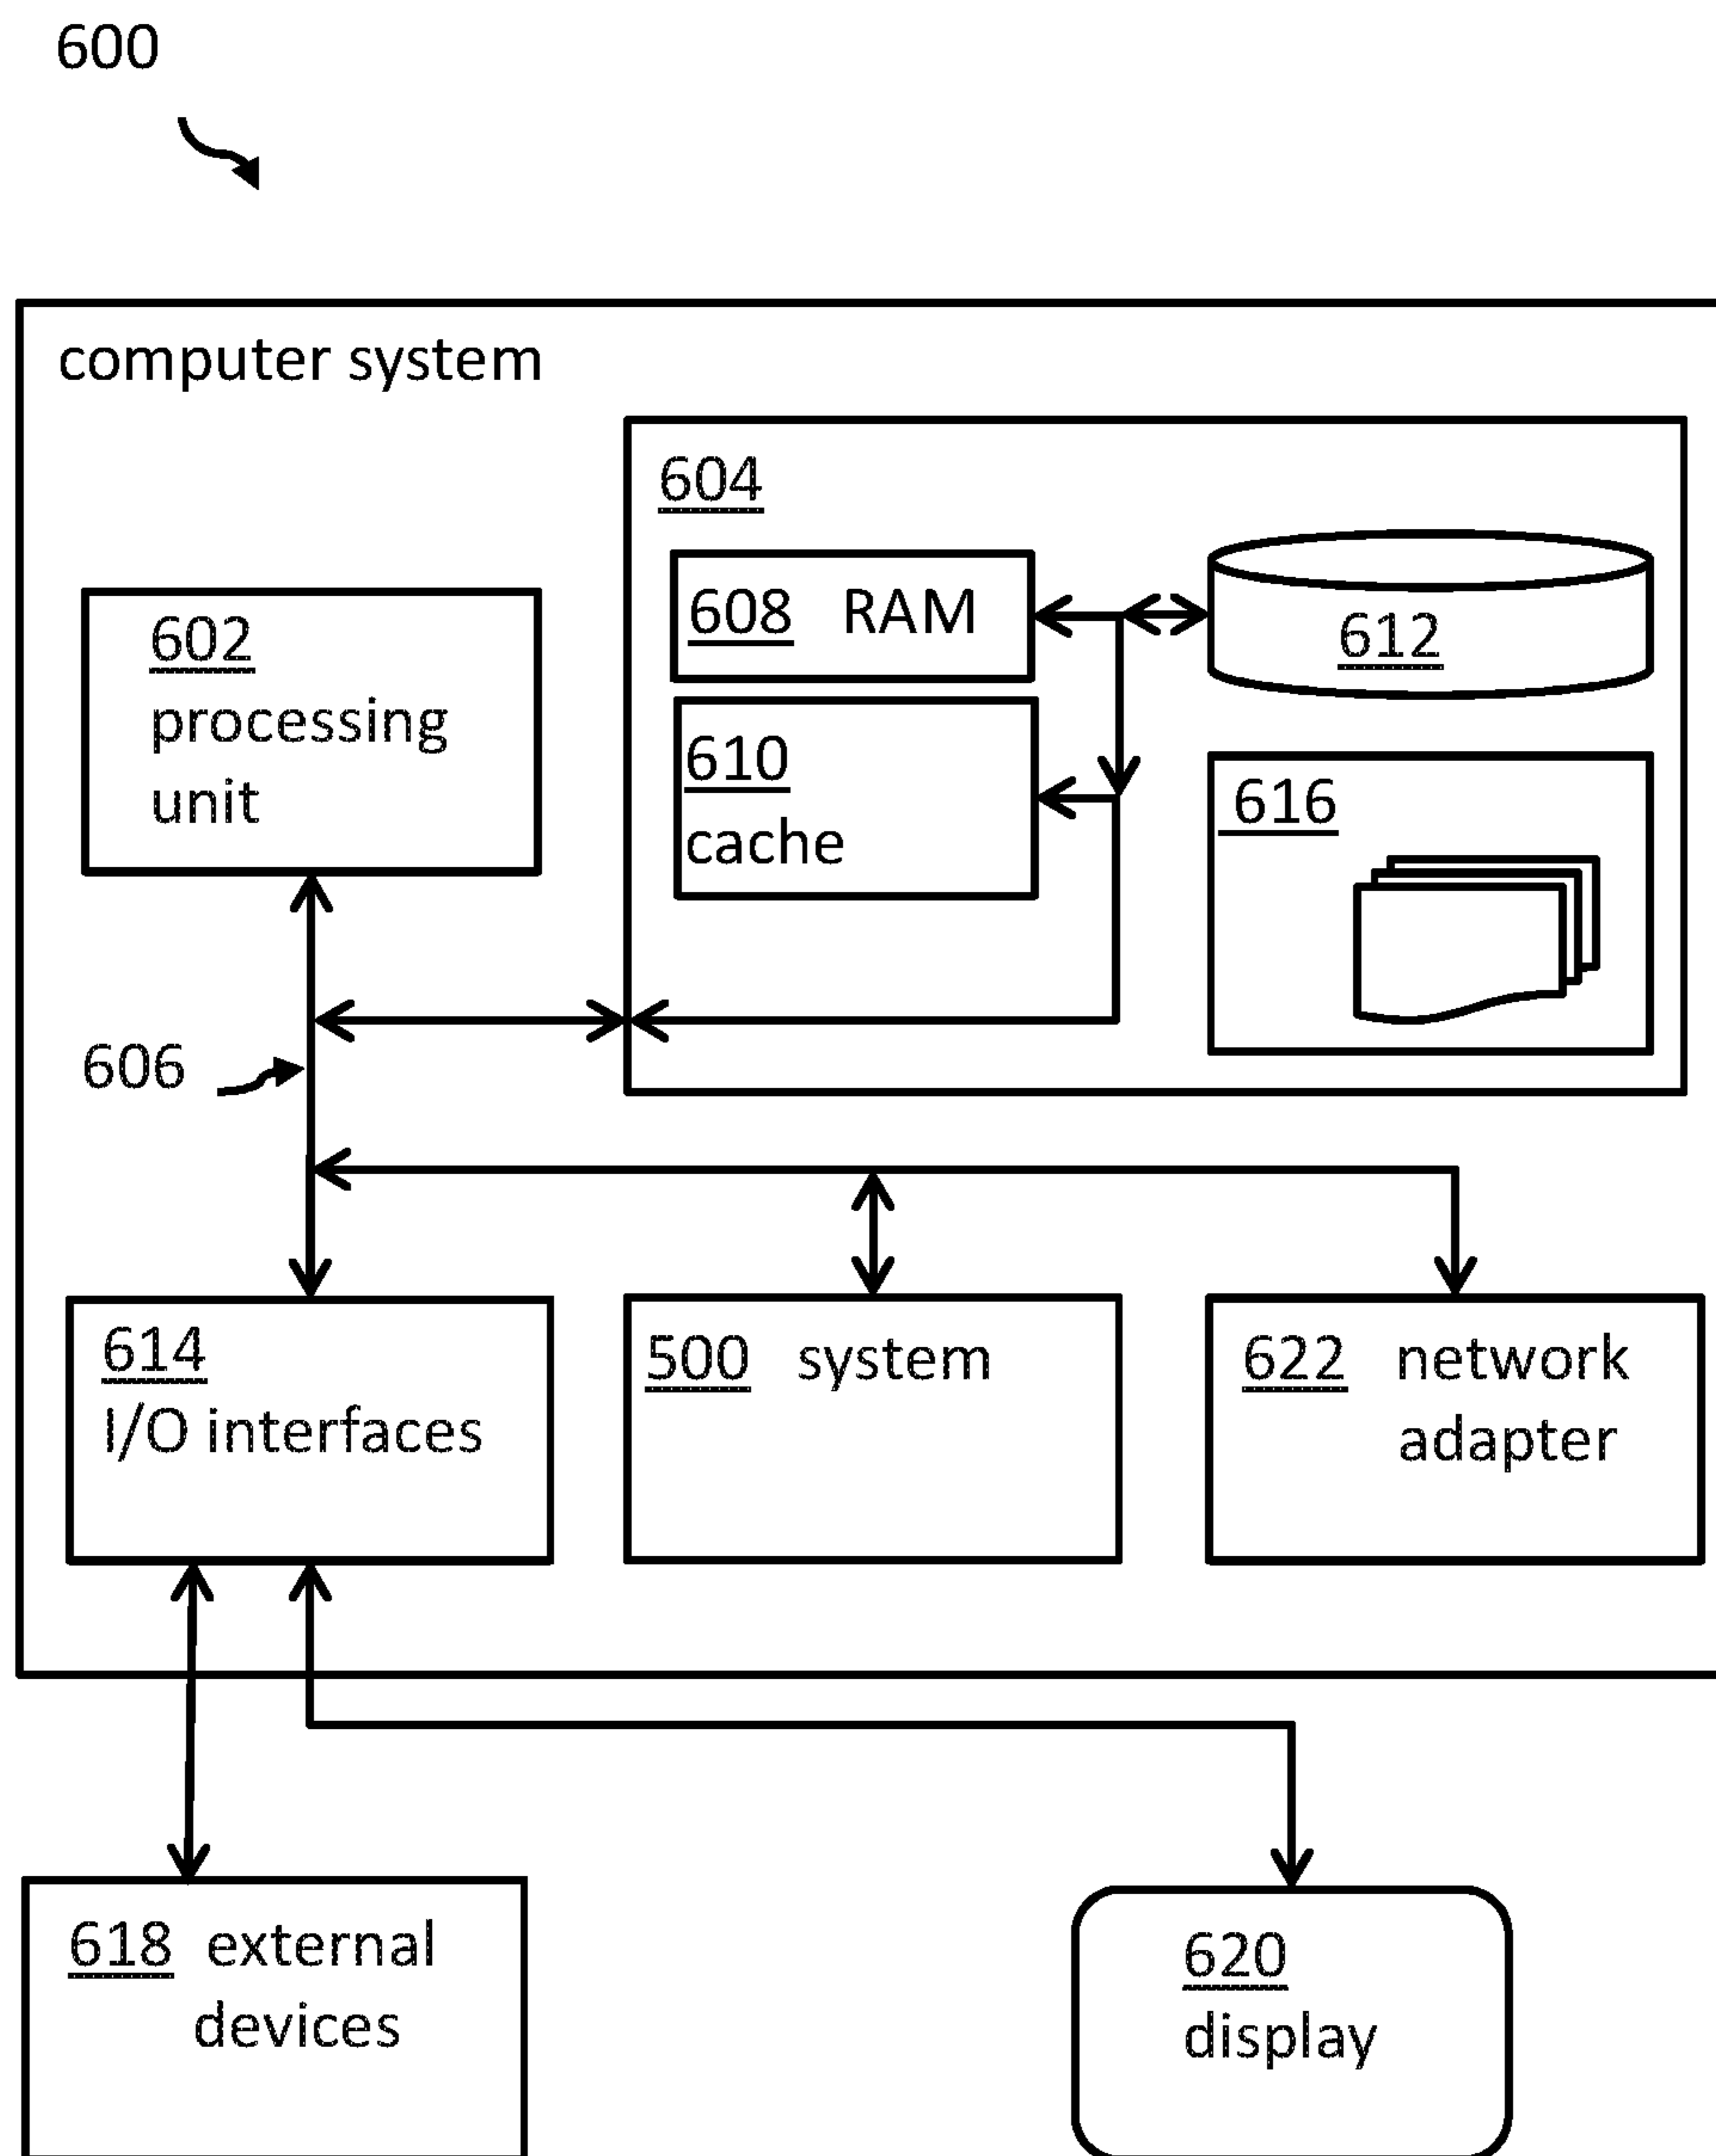 600
computer system
604
608 RAM
612
602
processing
unit
610
cache
616
606
614
I/O interfaces
500 system
622 network
adapter
618 external
devices
620
display